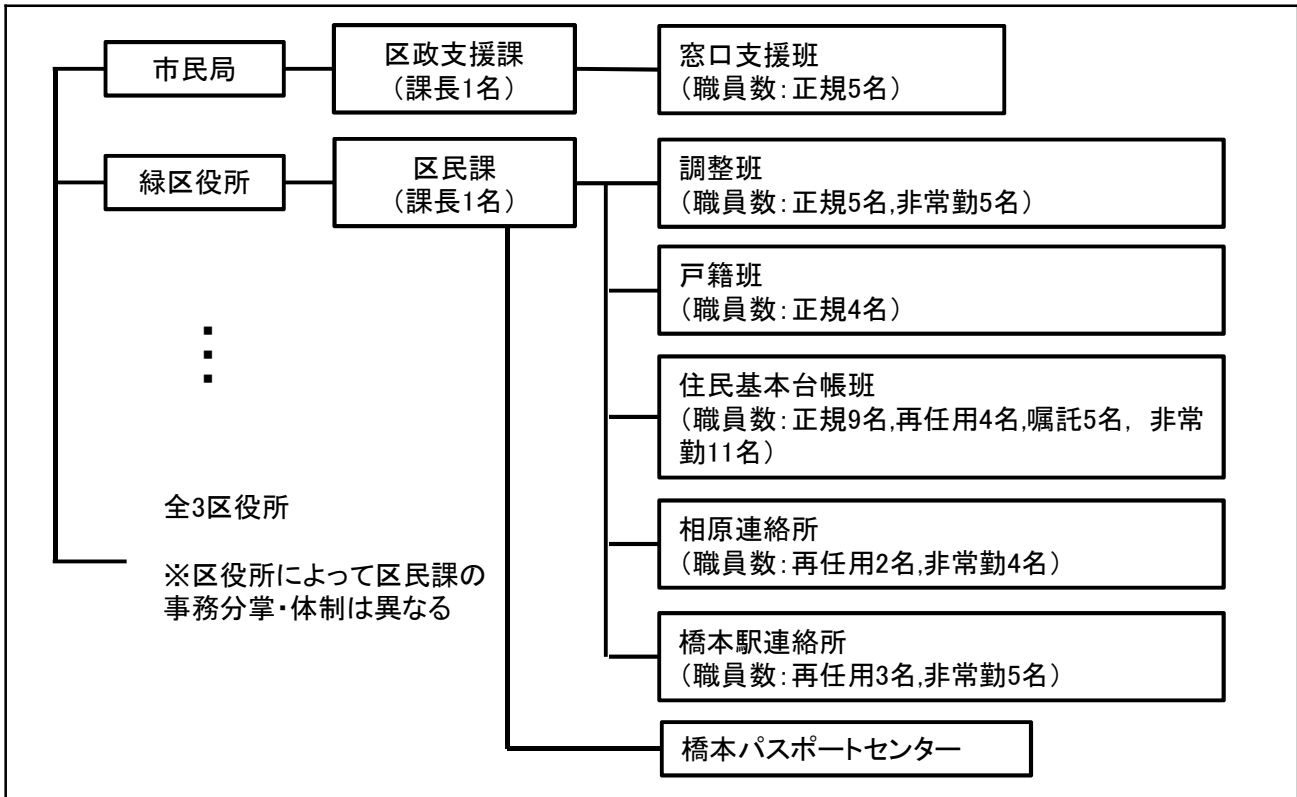 市民局
区政支援課
（課長1名）
窓口支援班
（職員数：正規5名）
緑区役所
区民課
（課長1名）
調整班
（職員数：正規5名,非常勤5名）
戸籍班
（職員数：正規4名）
住民基本台帳班
（職員数：正規9名,再任用4名,嘱託5名, 非常
勤11名）
相原連絡所
（職員数：再任用2名,非常勤4名）
橋本駅連絡所
（職員数：再任用3名,非常勤5名）
橋本パスポートセンター
全3区役所
※区役所によって区民課の
事務分掌・体制は異なる